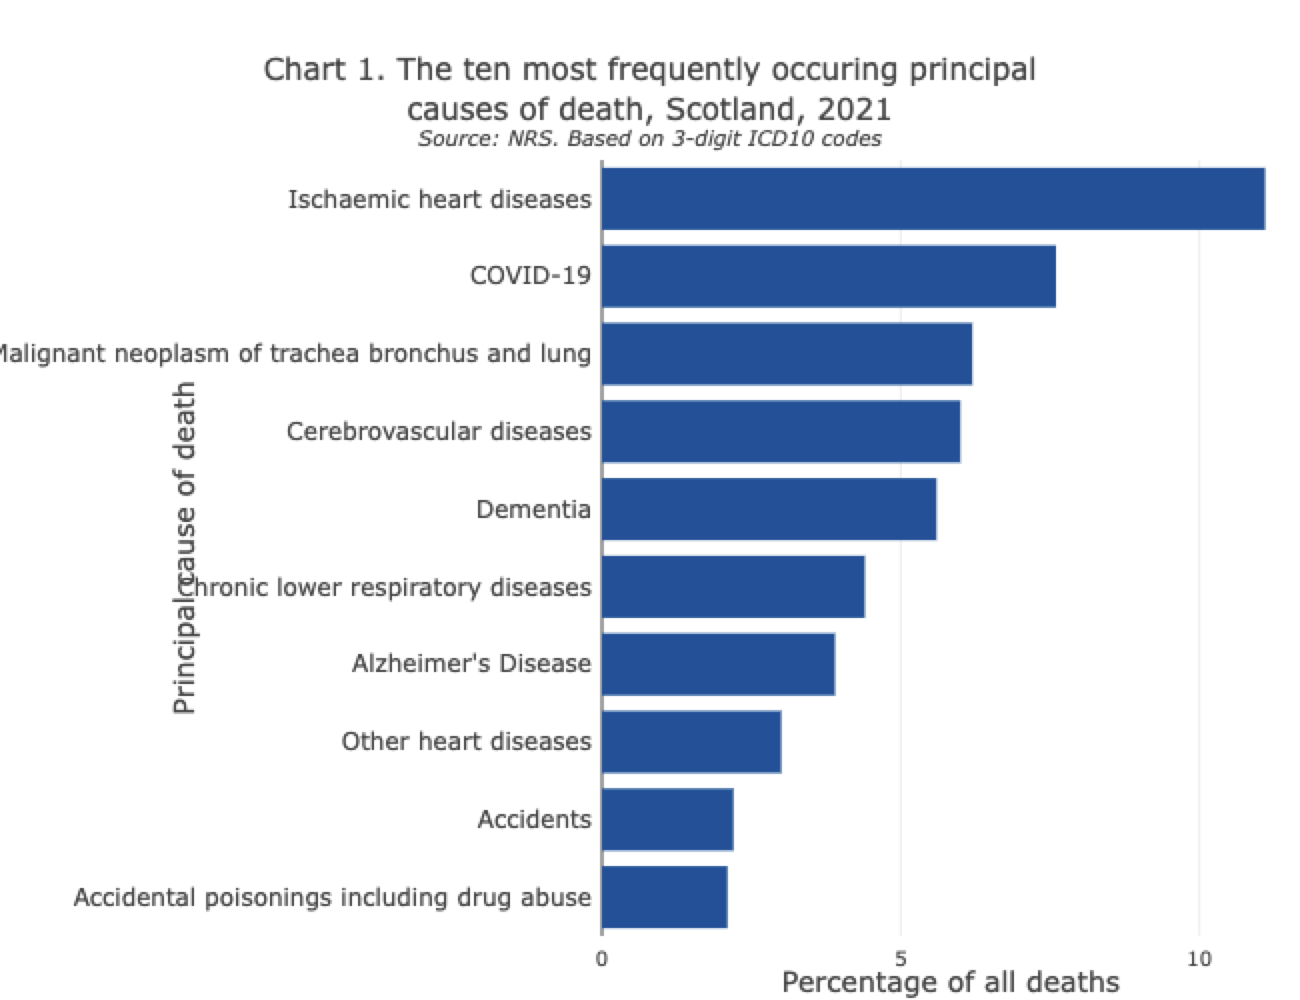 Chart 1. The ten most frequently occuring principal
causes of death, Scotland, 2021
Source: NRS. Based on 3-digit ICD10 codes
Ischaemic heart diseases
COVID-19
Malignant neoplasm of trachea bronchus and lung
Cerebrovascular diseases
Dementia
Chronic lower respiratory diseases
Alzheimer's Disease
Other heart diseases
Accidents
Accidental poisonings including drug abuse
Principal cause of death
0 5 10
Percentage of all deaths